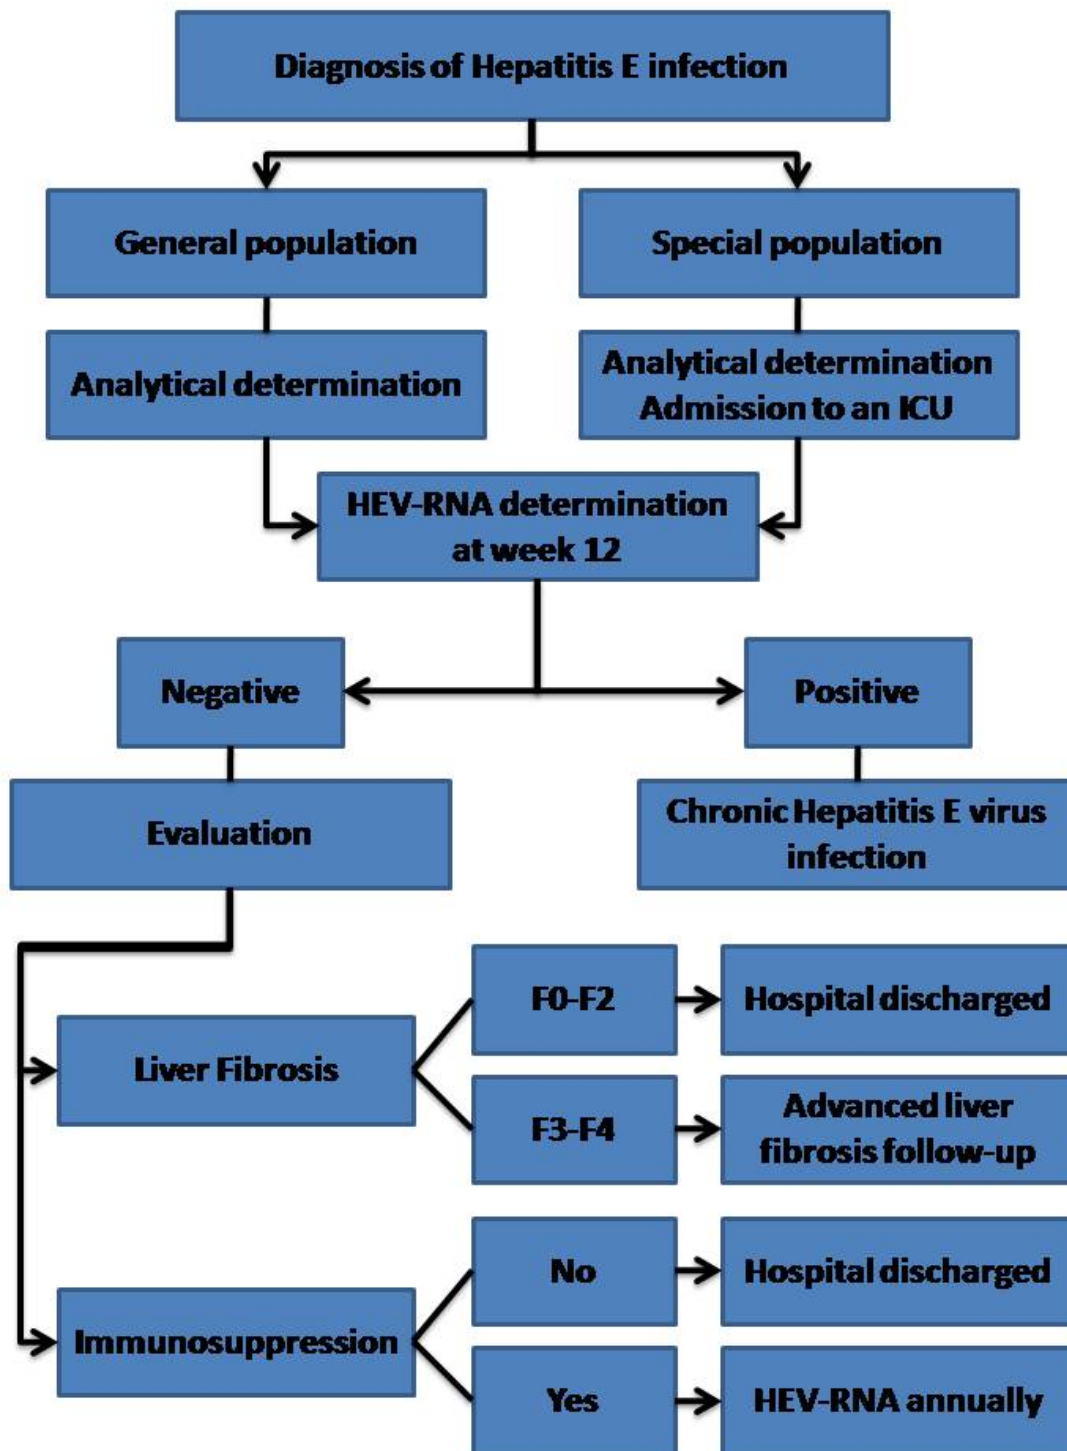 Diagnosis of Hepatitis E infection
General population
Special population
Analytical determination
Analytical determination
Admission to an ICU
HEV-RNA determination
at week 12
Negative
Positive
Evaluation
Chronic Hepatitis E virus
infection
Liver Fibrosis
F0-F2
Hospital discharged
F3-F4
Advanced liver
fibrosis follow-up
Immunosuppression
No
Hospital discharged
Yes
HEV-RNA annually